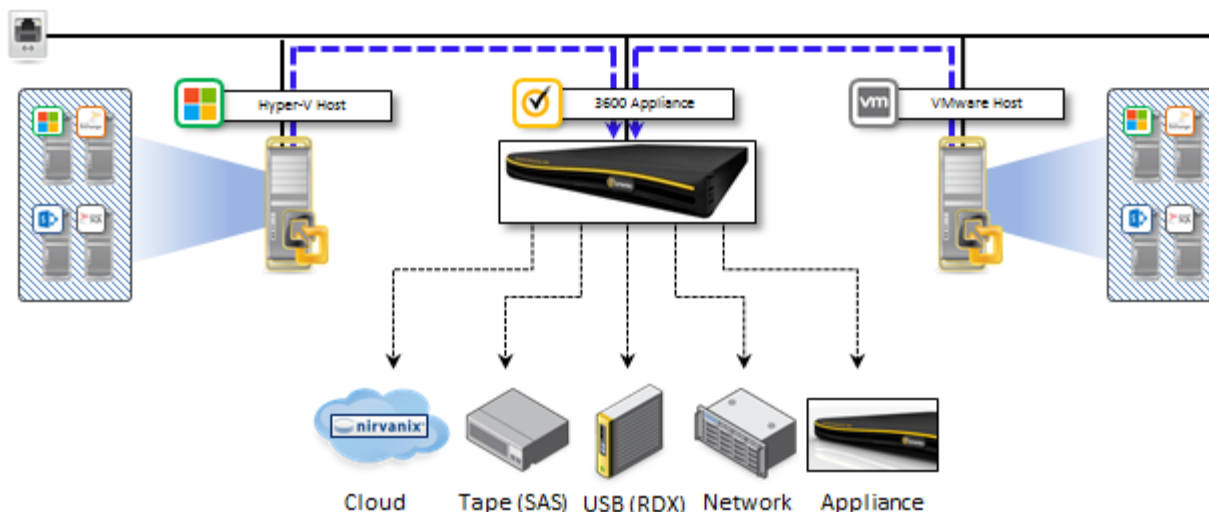 Hyper-V Host
3600 Appliance
VMware Host
vm
nirvanix
Cloud
Tape (SAS)
USB (RDX)
Network
Appliance